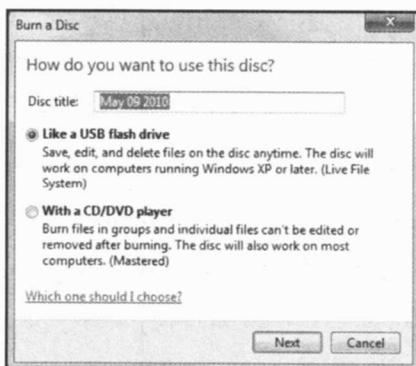 Burn a Disc
How do you want to use this disc?
Disc title: May 09 2010
Like a USB flash drive
Save, edit, and delete files on the disc anytime. The disc will
work on computers running Windows XP or later. (Live File
System)
With a CD/DVD player
Burn files in groups and individual files can't be edited or
removed after burning. The disc will also work on most
computers. (Mastered)
Which one should I choose?
Next Cancel